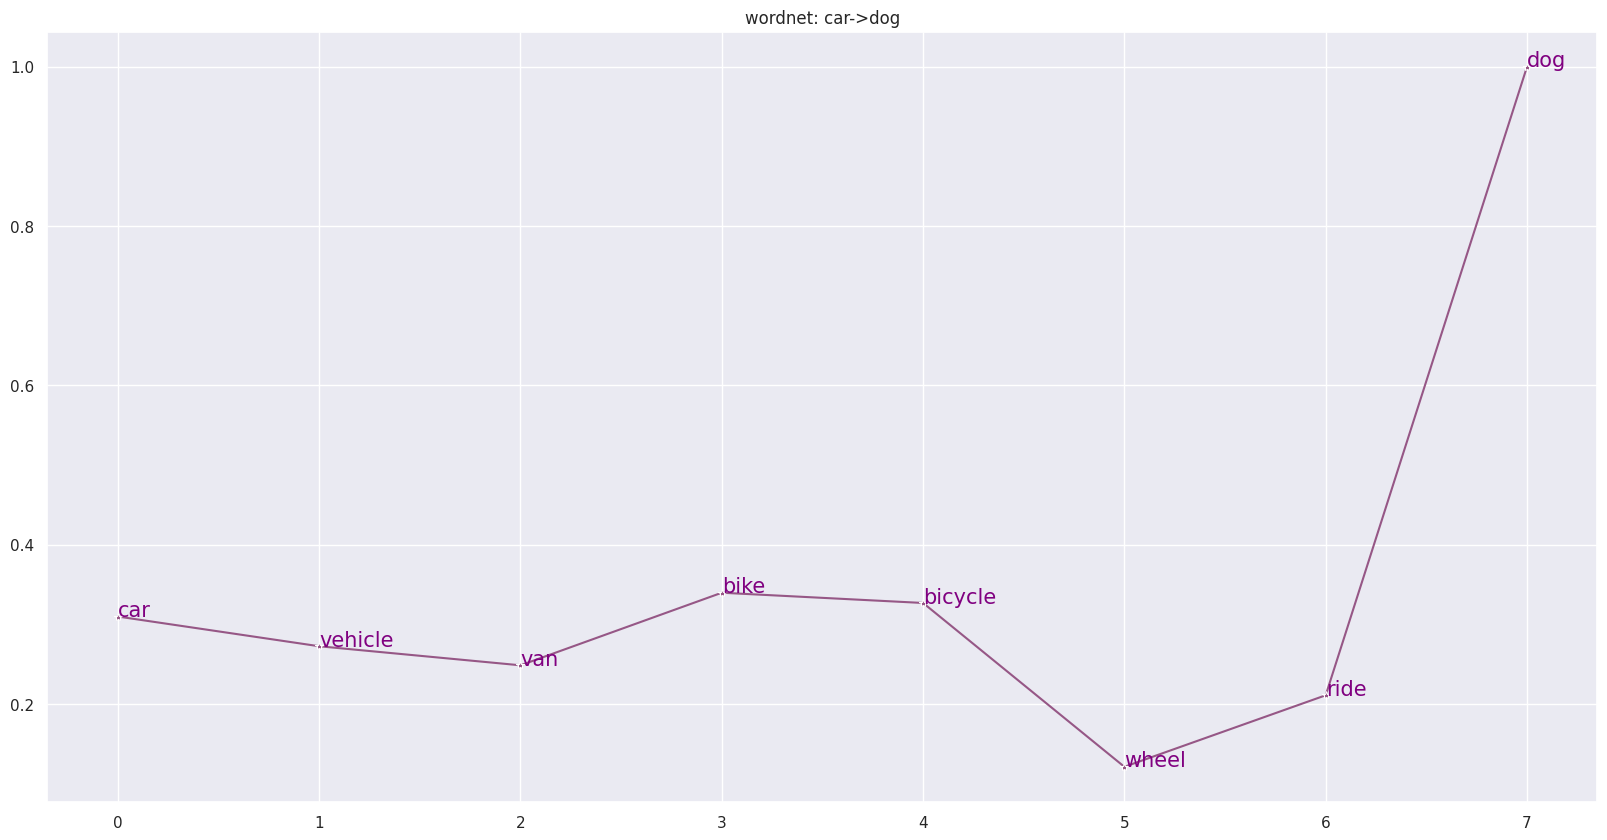 wordnet: car->dog
1.0
0.8
0.6
0.4
0.2
dog
bike
bicycle
car
vehicle
van
ride
wheel
0 1 2 3 4 5 6 7